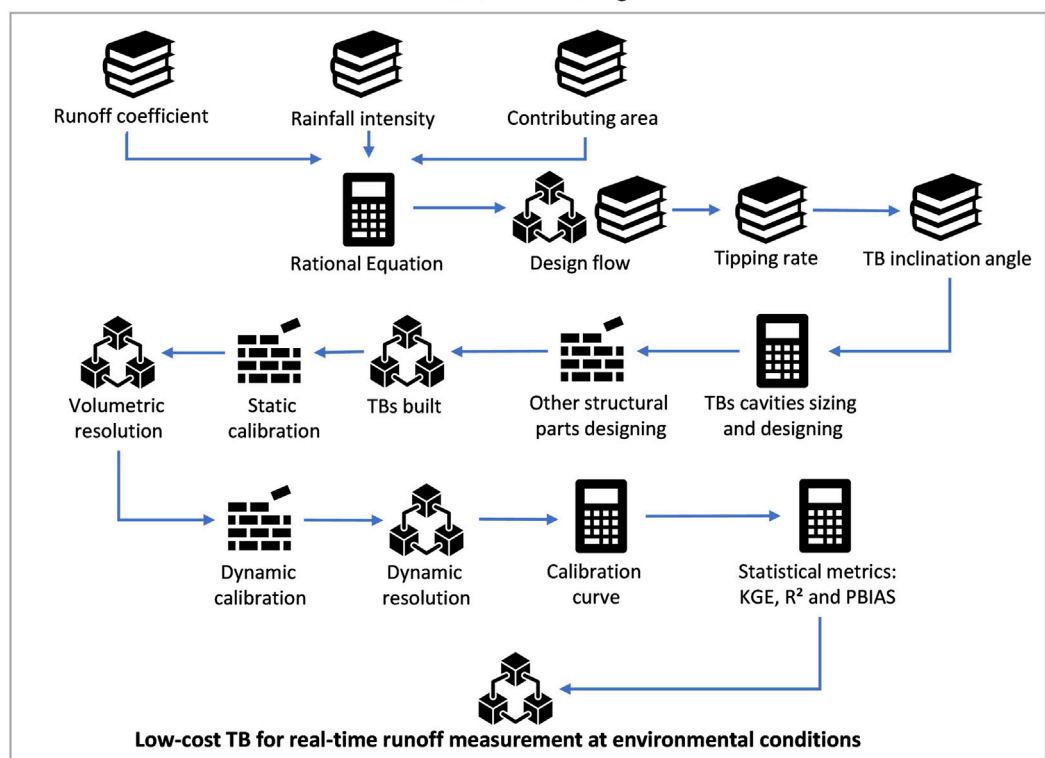 Runoff coefficient
Rainfall intensity
Contributing area
Rational Equation
Design flow
Tipping rate
TB inclination angle
Volumetric
resolution
Static
calibration
TBs built
Other structural
parts designing
TBs cavities sizing
and designing
Dynamic
calibration
Dynamic
resolution
Calibration
curve
Statistical metrics:
KGE, R² and PBIAS
Low-cost TB for real-time runoff measurement at environmental conditions